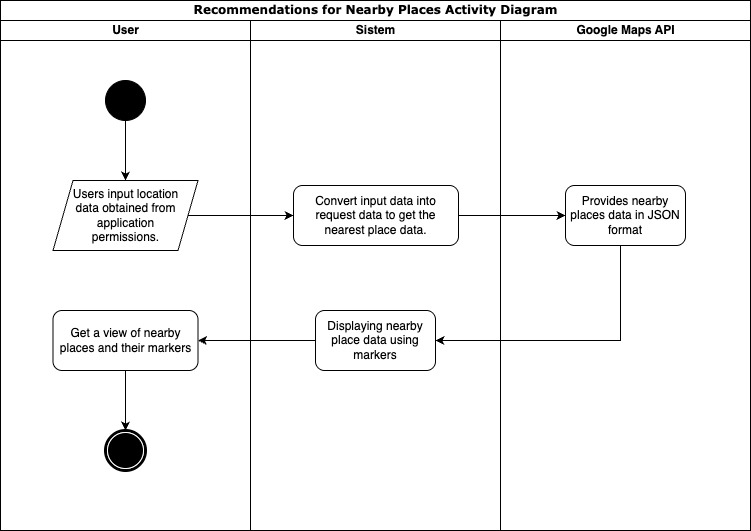 Recommendations for Nearby Places Activity Diagram
User
Sistem
Google Maps API
Users input location
data obtained from
application
permissions.
Convert input data into
request data to get the
nearest place data.
Provides nearby
places data in JSON
format
Get a view of nearby
places and their markers
Displaying nearby
place data using
markers